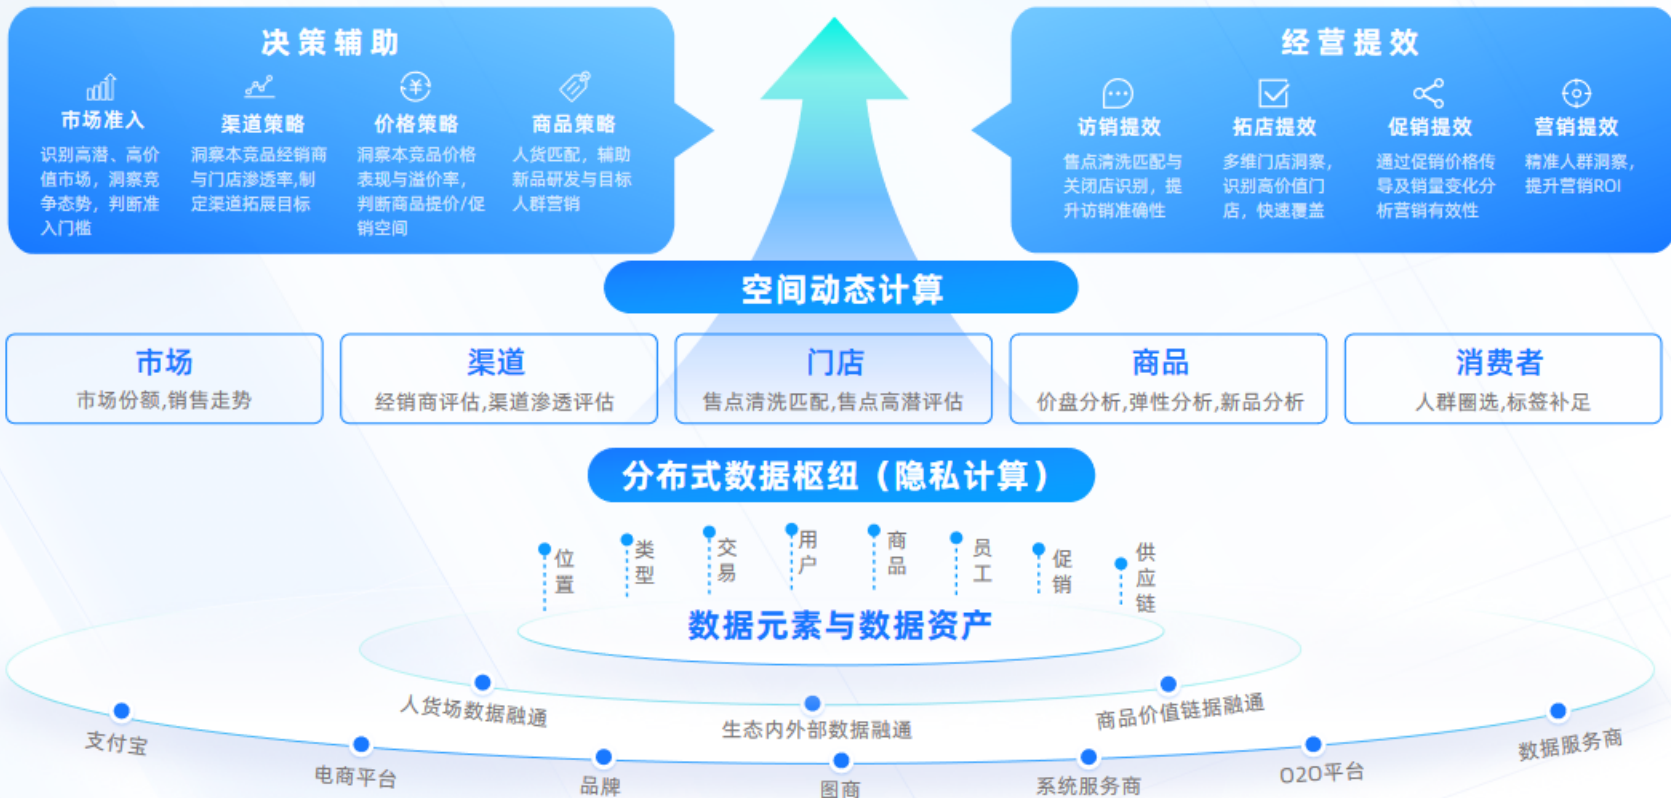 决策辅助
市场准入
识别高潜、高价
值市场，洞察竞
争态势，判断准
入门槛
渠道策略
洞察本竞品经销商
与门店渗透率,制
定渠道拓展目标
价格策略
洞察本竞品价格
表现与溢价率，
判断商品提价/促
销空间
商品策略
人货匹配，辅助
新品研发与目标
人群营销
经营提效
访销提效
售点清洗匹配与
关闭店识别，提
升访销准确性
拓店提效
多维门店洞察，
识别高价值门
店，快速覆盖
促销提效
通过促销价格传
导及销量变化分
析营销有效性
营销提效
精准人群洞察，
提升营销ROI
空间动态计算
市场
市场份额,销售走势
渠道
经销商评估,渠道渗透评估
门店
售点清洗匹配,售点高潜评估
商品
价盘分析,弹性分析,新品分析
消费者
人群圈选,标签补足
分布式数据枢纽（隐私计算）
位置
类型
交易
用户
商品
员工
促销
供应链
数据元素与数据资产
人货场数据融通
生态内外部数据融通
商品价值链据融通
支付宝
电商平台
品牌
图商
系统服务商
O2O平台
数据服务商